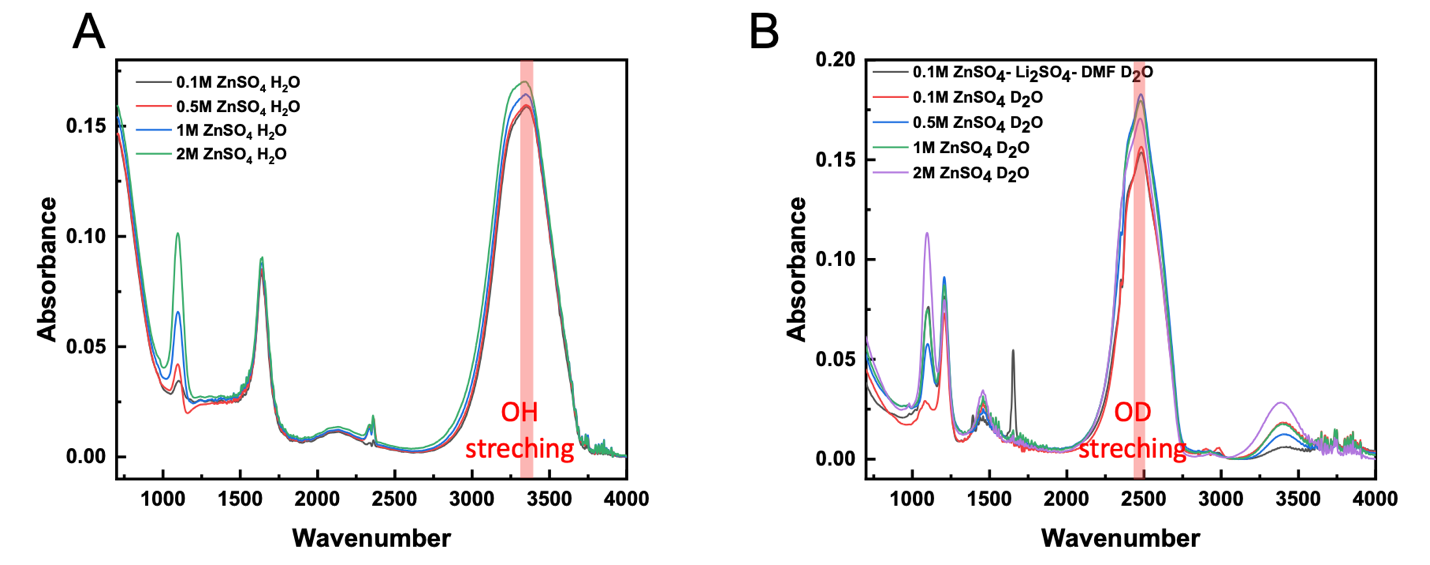 A
0.1M ZnSO4 H2O
0.5M ZnSO4 H2O
1M ZnSO4 H2O
2M ZnSO4 H2O
0.15
0.10
0.05
0.00
Absorbance
OH
streching
1000 1500 2000 2500 3000 3500 4000
Wavenumber
B
0.1M ZnSO4- Li2SO4- DMF D2O
0.1M ZnSO4 D2O
0.5M ZnSO4 D2O
1M ZnSO4 D2O
2M ZnSO4 D2O
0.20
0.15
0.10
0.05
0.00
Absorbance
OD
streching
1000 1500 2000 2500 3000 3500 4000
Wavenumber